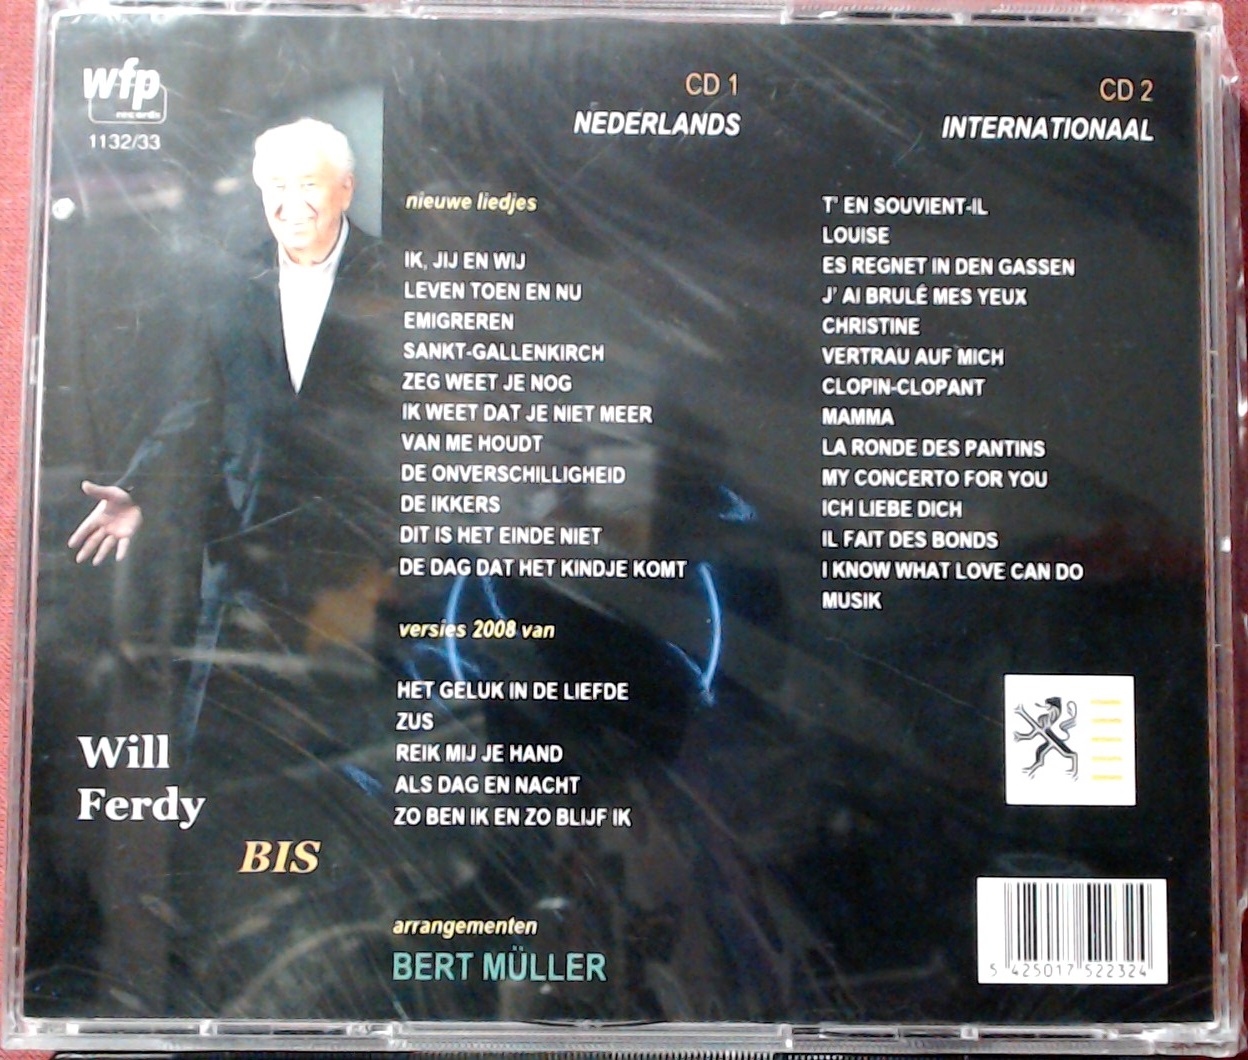 wfp
records
1132/33
CD 1
NEDERLANDS
nieuwe liedjes
IK, JIJ EN WIJ
LEVEN TOEN EN NU
EMIGREREN
SANKT-GALLENKIRCH
ZEG WEET JE NOG
IK WEET DAT JE NIET MEER
VAN ME HOUDT
DE ONVERSCHILLIGHEID
DE IKKERS
DIT IS HET EINDE NIET
DE DAG DAT HET KINDJE KOMT
versies 2008 van
HET GELUK IN DE LIEFDE
ZUS
REIK MIJ JE HAND
ALS DAG EN NACHT
ZO BEN IK EN ZO BLIJF IK
arrangementen
BERT MÜLLER
CD 2
INTERNATIONAAL
T' EN SOUVIENT-IL
LOUISE
ES REGNET IN DEN GASSEN
J' AI BRULÉ MES YEUX
CHRISTINE
VERTRAU AUF MICH
CLOPIN-CLOPANT
MAMMA
LA RONDE DES PANTINS
MY CONCERTO FOR YOU
ICH LIEBE DICH
IL FAIT DES BONDS
I KNOW WHAT LOVE CAN DO
MUSIK
Will
Ferdy
BIS
5 425017 522324